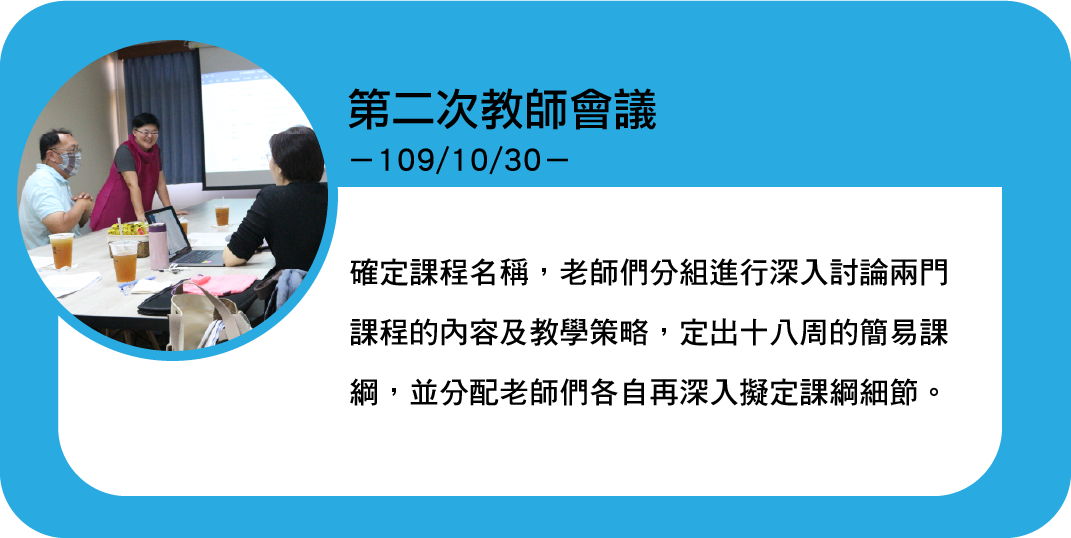 第二次教師會議
－109/10/30－
確定課程名稱，老師們分組進行深入討論兩門
課程的內容及教學策略，定出十八周的簡易課
綱，並分配老師們各自再深入擬定課綱細節。